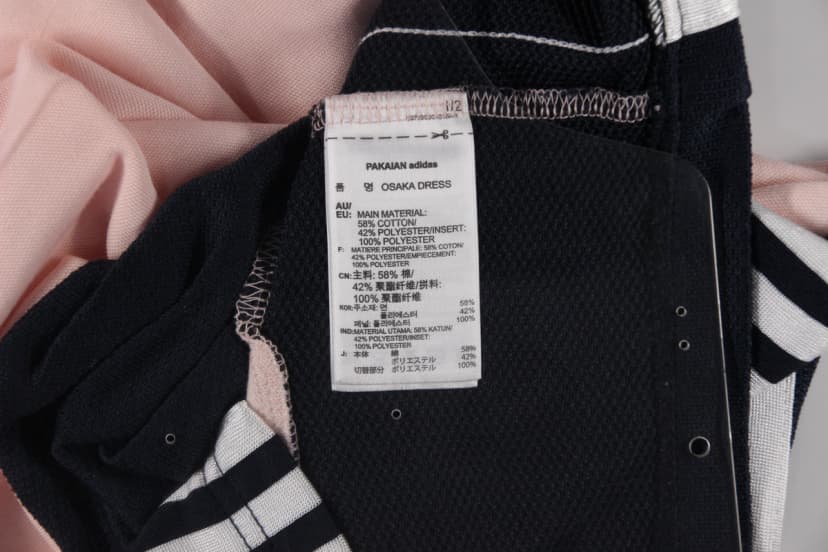 1/2
PAKAIAN adidas
품 명 OSAKA DRESS
AU/
EU: MAIN MATERIAL:
58% COTTON/
42% POLYESTER/INSERT:
100% POLYESTER
F: MATIERE PRINCIPALE: 58% COTON/
42% POLYESTER/EMPIECEMENT:
100% POLYESTER
CN: 主料: 58% 棉/
42% 聚酯纤维/拼料:
100% 聚酯纤维
KOR: 주소재: 면 58%
폴리에스터 42%
패널: 폴리에스터 100%
IND: MATERIAL UTAMA: 58% KATUN/
42% POLYESTER/INSET:
100% POLYESTER
J: 本体 綿 58%
ポリエステル 42%
切替部分 ポリエステル 100%